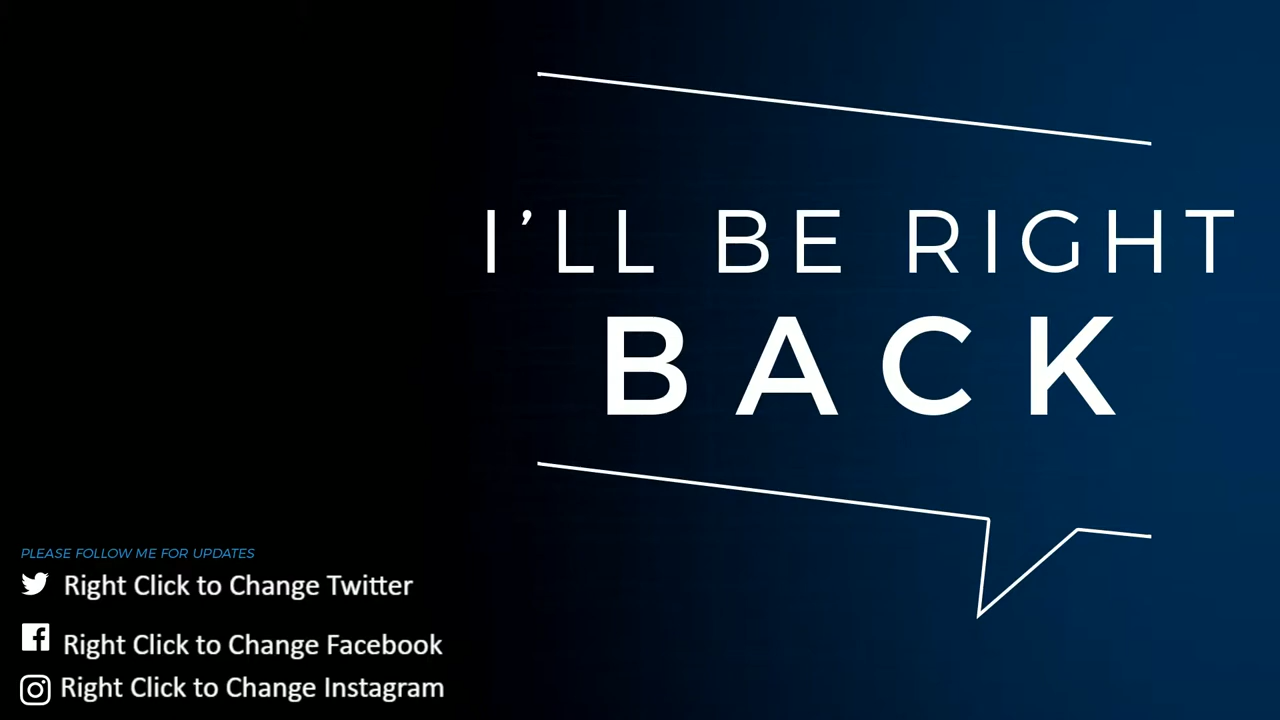 I’LL BE RIGHT
BACK
PLEASE FOLLOW ME FOR UPDATES
Right Click to Change Twitter
Right Click to Change Facebook
Right Click to Change Instagram